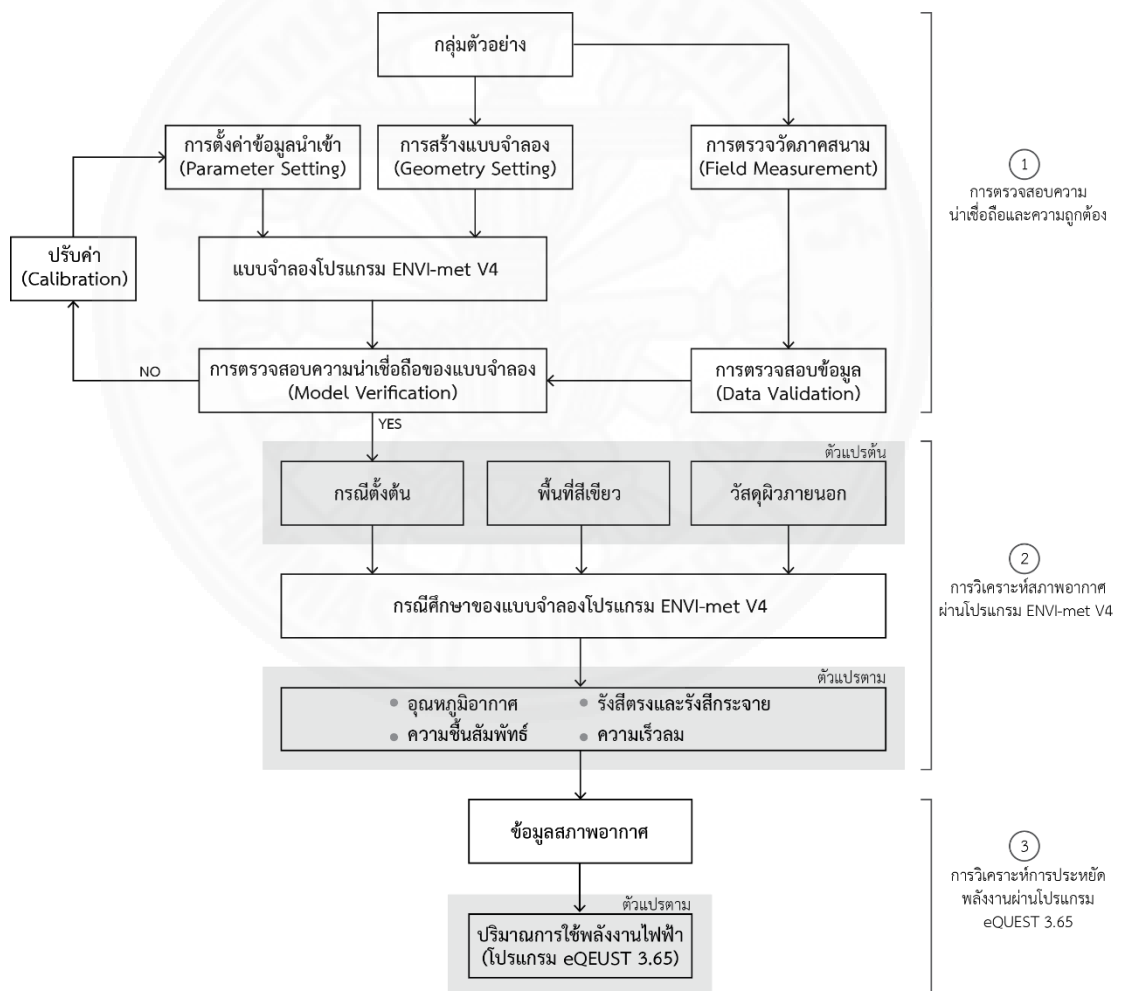 กลุ่มตัวอย่าง
การตั้งค่าข้อมูลนำเข้า
(Parameter Setting)
การสร้างแบบจำลอง
(Geometry Setting)
การตรวจวัดภาคสนาม
(Field Measurement)
1
การตรวจสอบความ
น่าเชื่อถือและความถูกต้อง
ปรับค่า
(Calibration)
แบบจำลองโปรแกรม ENVI-met V4
NO
การตรวจสอบความน่าเชื่อถือของแบบจำลอง
(Model Verification)
การตรวจสอบข้อมูล
(Data Validation)
YES
ตัวแปรต้น
กรณีตั้งต้น
พื้นที่สีเขียว
วัสดุผิวภายนอก
2
การวิเคราะห์สภาพอากาศ
ผ่านโปรแกรม ENVI-met V4
กรณีศึกษาของแบบจำลองโปรแกรม ENVI-met V4
ตัวแปรตาม
• อุณหภูมิอากาศ
• รังสีตรงและรังสีกระจาย
• ความชื้นสัมพัทธ์
• ความเร็วลม
ข้อมูลสภาพอากาศ
3
การวิเคราะห์การประหยัด
พลังงานผ่านโปรแกรม
eQUEST 3.65
ตัวแปรตาม
ปริมาณการใช้พลังงานไฟฟ้า
(โปรแกรม eQEUST 3.65)